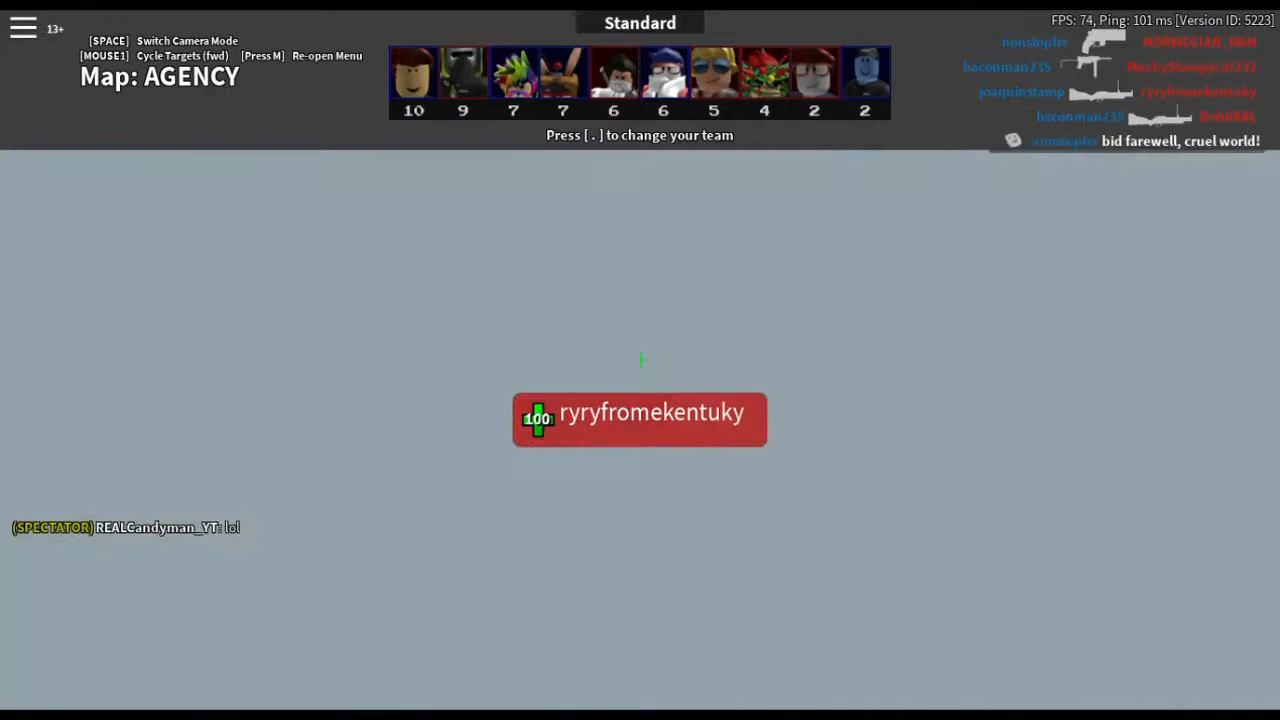 Standard
FPS: 74, Ping: 101 ms [Version ID: 5223]
13+
[SPACE] Switch Camera Mode
[MOUSE1] Cycle Targets (fwd) [Press M] Re-open Menu
Map: AGENCY
10 9 7 7 6 6 5 4 2 2
Press [ . ] to change your team
nonstopfrr NORWEGIAN_MAN
baconman235
joaquinstamp ryryfromekentuky
baconman235
bid farewell, cruel world!
100 ryryfromekentuky
(SPECTATOR) REALCandyman_YT: lol